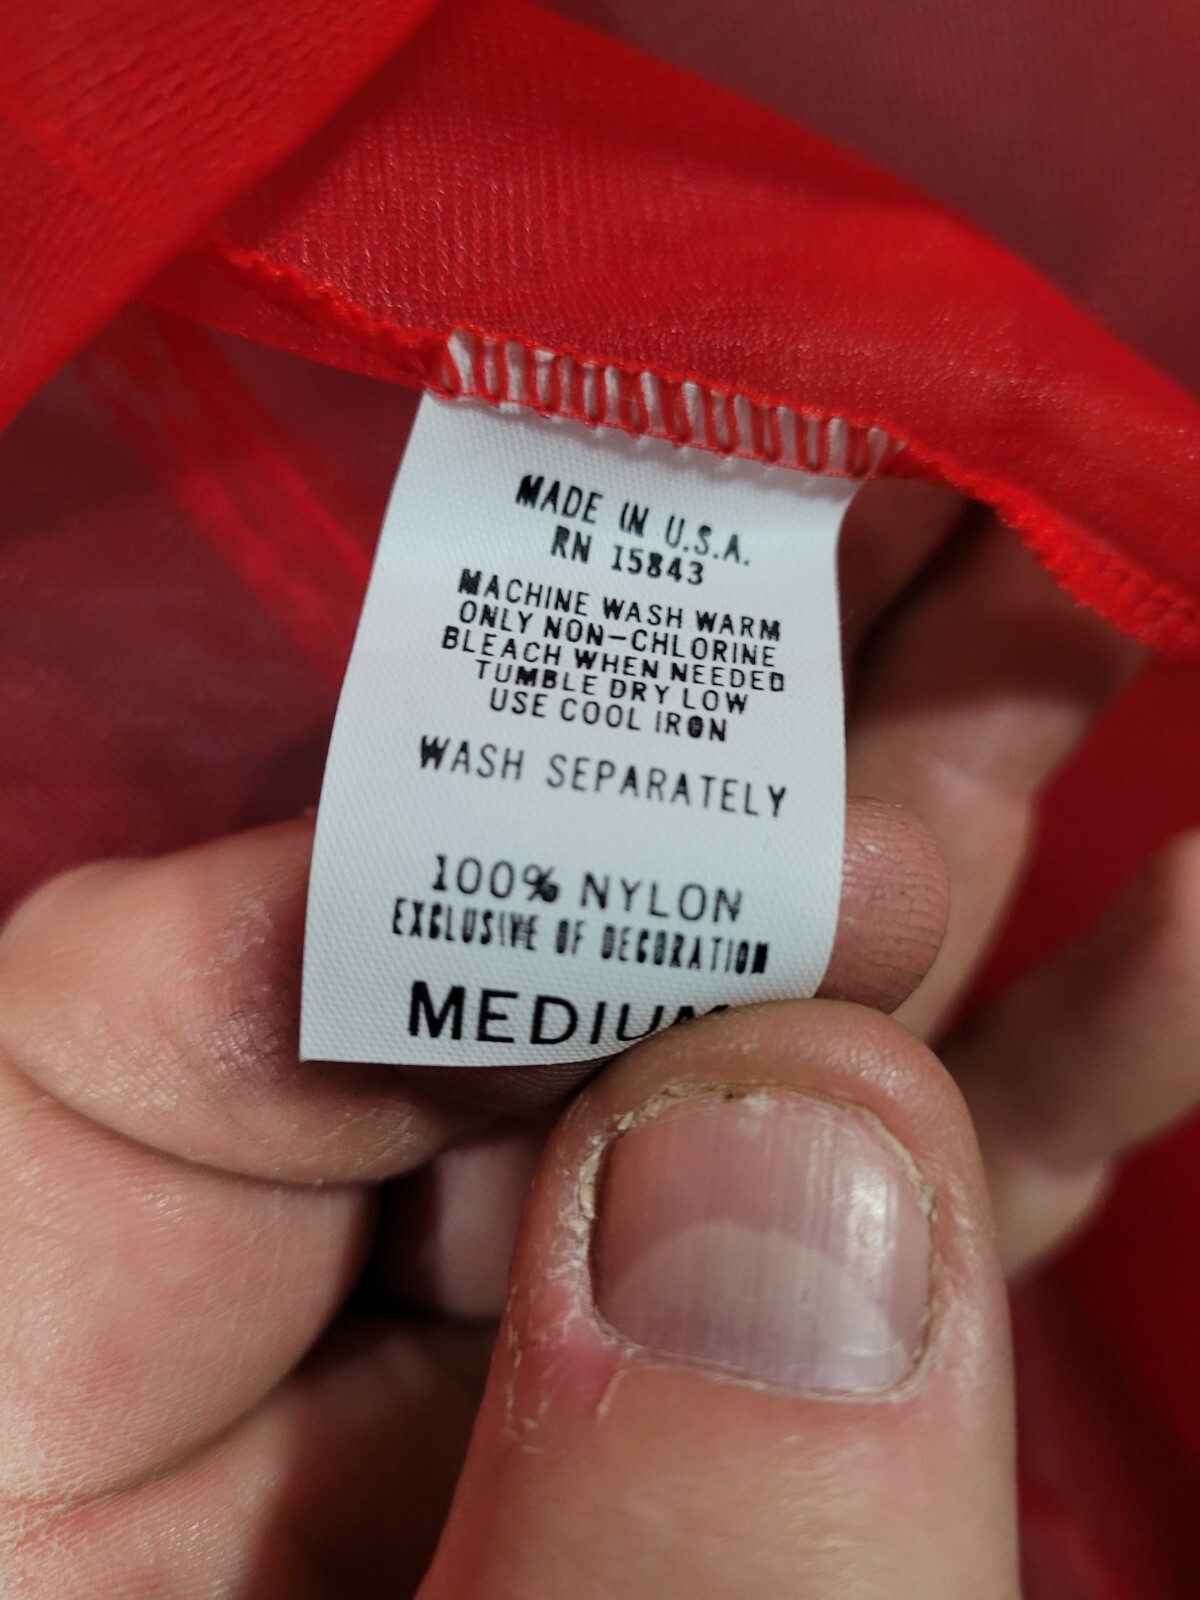 MADE IN U.S.A.
RN 15843
MACHINE WASH WARM
ONLY NON-CHLORINE
BLEACH WHEN NEEDED
TUMBLE DRY LOW
USE COOL IRON
WASH SEPARATELY
100% NYLON
EXCLUSIVE OF DECORATION
MEDIUM